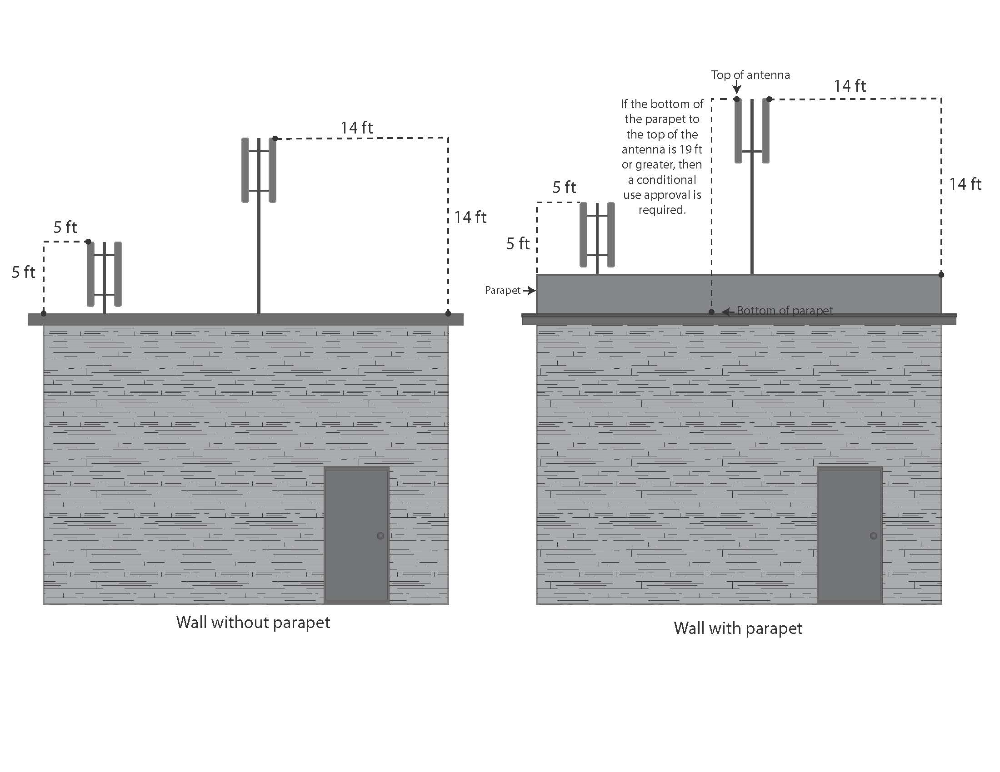 Top of antenna
14 ft
If the bottom of
the parapet to
the top of the
antenna is 19 ft
or greater, then
a conditional
use approval is
required.
14 ft
14 ft
5 ft
14 ft
5 ft
5 ft
5 ft
Parapet
Bottom of parapet
Wall without parapet
Wall with parapet